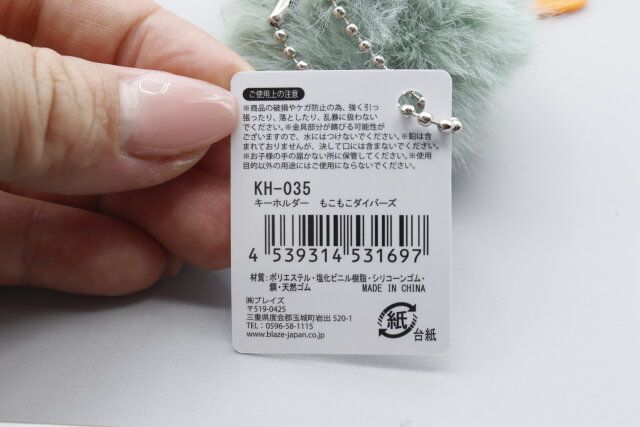 ご使用上の注意
※商品の破損やケガ防止の為、強く引っ
張ったり、落としたり、乱暴に扱わない
でください。※金具部分が錆びる可能性が
ございますので、水にはつけないでください。※鉛は含
まれておりませんが、決して口には含まないでください。
※お子様の手の届かない所に保管してください。※使用
目的以外の用途にはご使用にならないでください。
KH-035
キーホルダー もこもこダイバーズ
4 539314 531697
材質：ポリエステル・塩化ビニル樹脂・シリコーンゴム・
鋼・天然ゴム MADE IN CHINA
㈱ブレイズ
〒519-0425
三重県度会郡玉城町岩出 520-1
TEL：0596-58-1115
www.blaze-japan.co.jp
紙
台紙